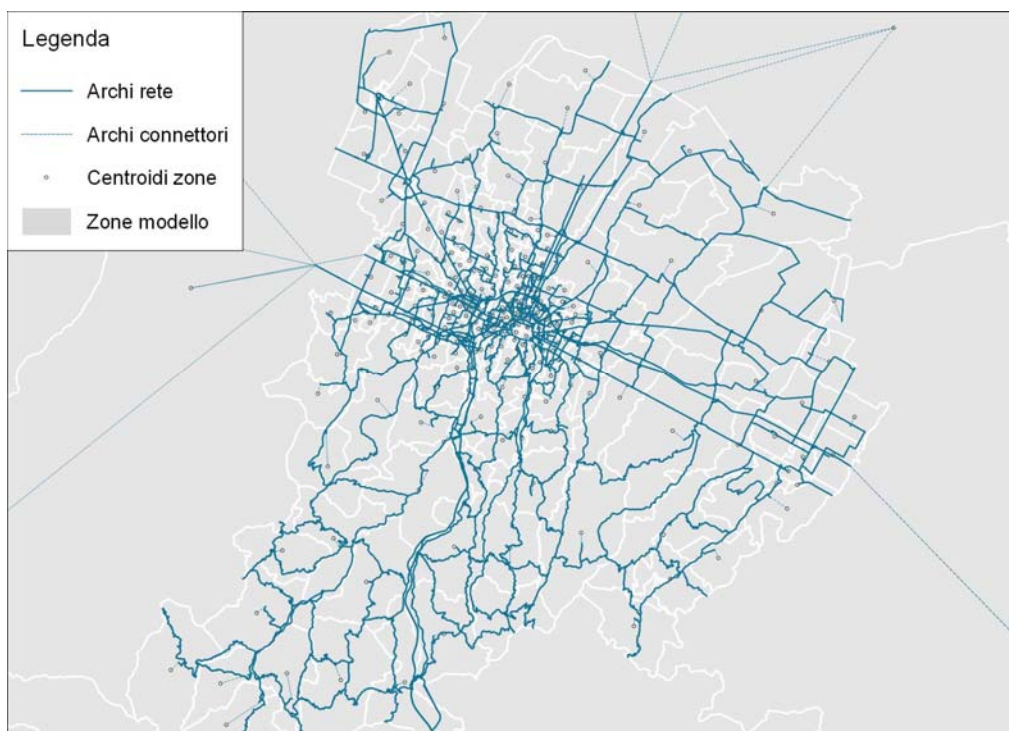 Legenda
Archi rete
Archi connettori
Centroidi zone
Zone modello